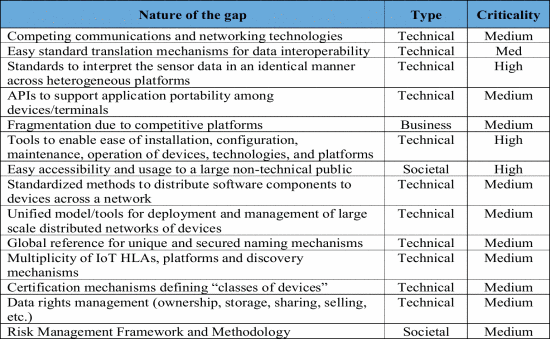 Nature of the gap Type Criticality
Competing communications and networking technologies Technical Medium
Easy standard translation mechanisms for data interoperability Technical Med
Standards to interpret the sensor data in an identical manner Technical High
across heterogeneous platforms
APIs to support application portability among Technical Medium
devices/terminals
Fragmentation due to competitive platforms Business Medium
Tools to enable ease of installation, configuration, Technical High
maintenance, operation of devices, technologies, and platforms
Easy accessibility and usage to a large non-technical public Societal High
Standardized methods to distribute software components to Technical Medium
devices across a network
Unified model/tools for deployment and management of large Technical Medium
scale distributed networks of devices
Global reference for unique and secured naming mechanisms Technical Medium
Multiplicity of IoT HLAs, platforms and discovery Technical Medium
mechanisms
Certification mechanisms defining “classes of devices” Technical Medium
Data rights management (ownership, storage, sharing, selling, Technical Medium
etc.)
Risk Management Framework and Methodology Societal Medium